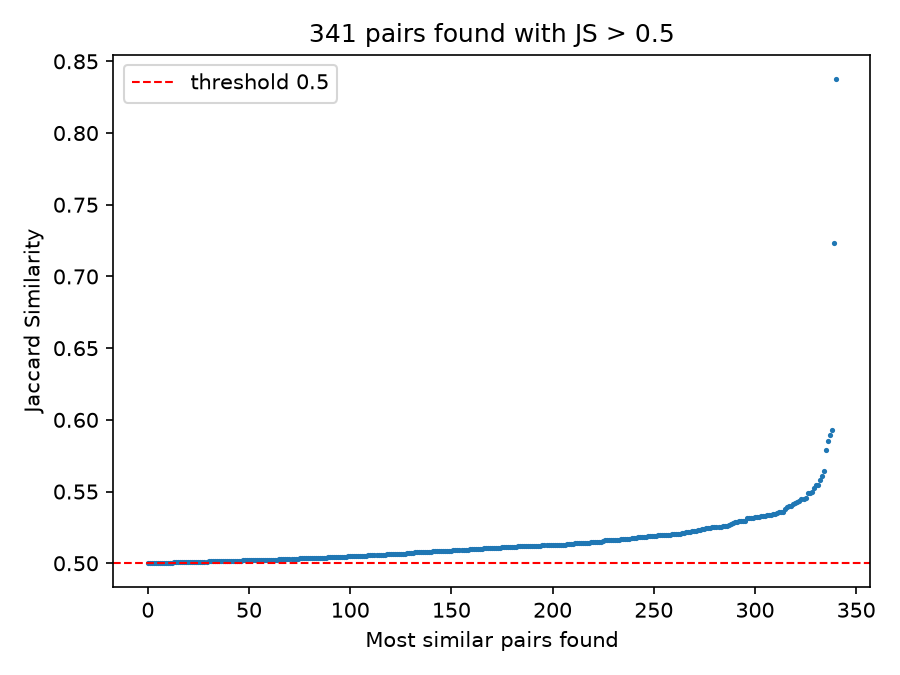 341 pairs found with JS > 0.5
threshold 0.5
0.85
0.80
0.75
0.70
0.65
0.60
0.55
0.50
Jaccard Similarity
0 50 100 150 200 250 300 350
Most similar pairs found